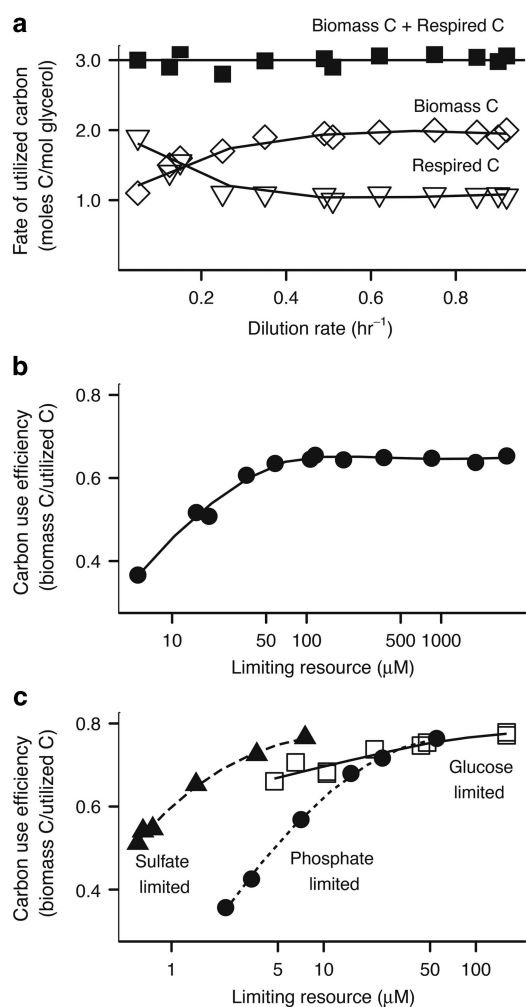 a
Biomass C + Respired C
Fate of utilized carbon
(moles C/mol glycerol)
3.0
2.0
1.0
Biomass C
Respired C
0.2
0.4
0.6
0.8
Dilution rate (hr⁻¹)
b
Carbon use efficiency
(biomass C/utilized C)
0.8
0.6
0.4
10
50
100
500
1000
Limiting resource (μM)
c
Carbon use efficiency
(biomass C/utilized C)
0.8
0.6
0.4
Glucose
limited
Sulfate
limited
Phosphate
limited
1
5
10
50
100
Limiting resource (μM)